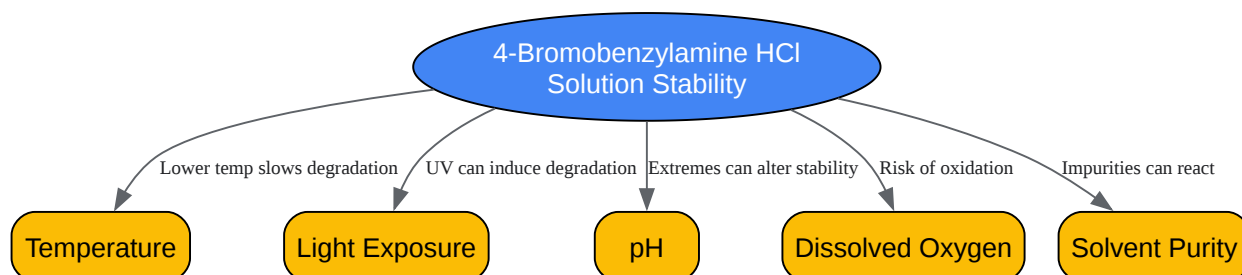 4-Bromobenzylamine HCl
Solution Stability
Lower temp slows degradation
UV can induce degradation
Extremes can alter stability
Risk of oxidation
Impurities can react
Temperature
Light Exposure
pH
Dissolved Oxygen
Solvent Purity